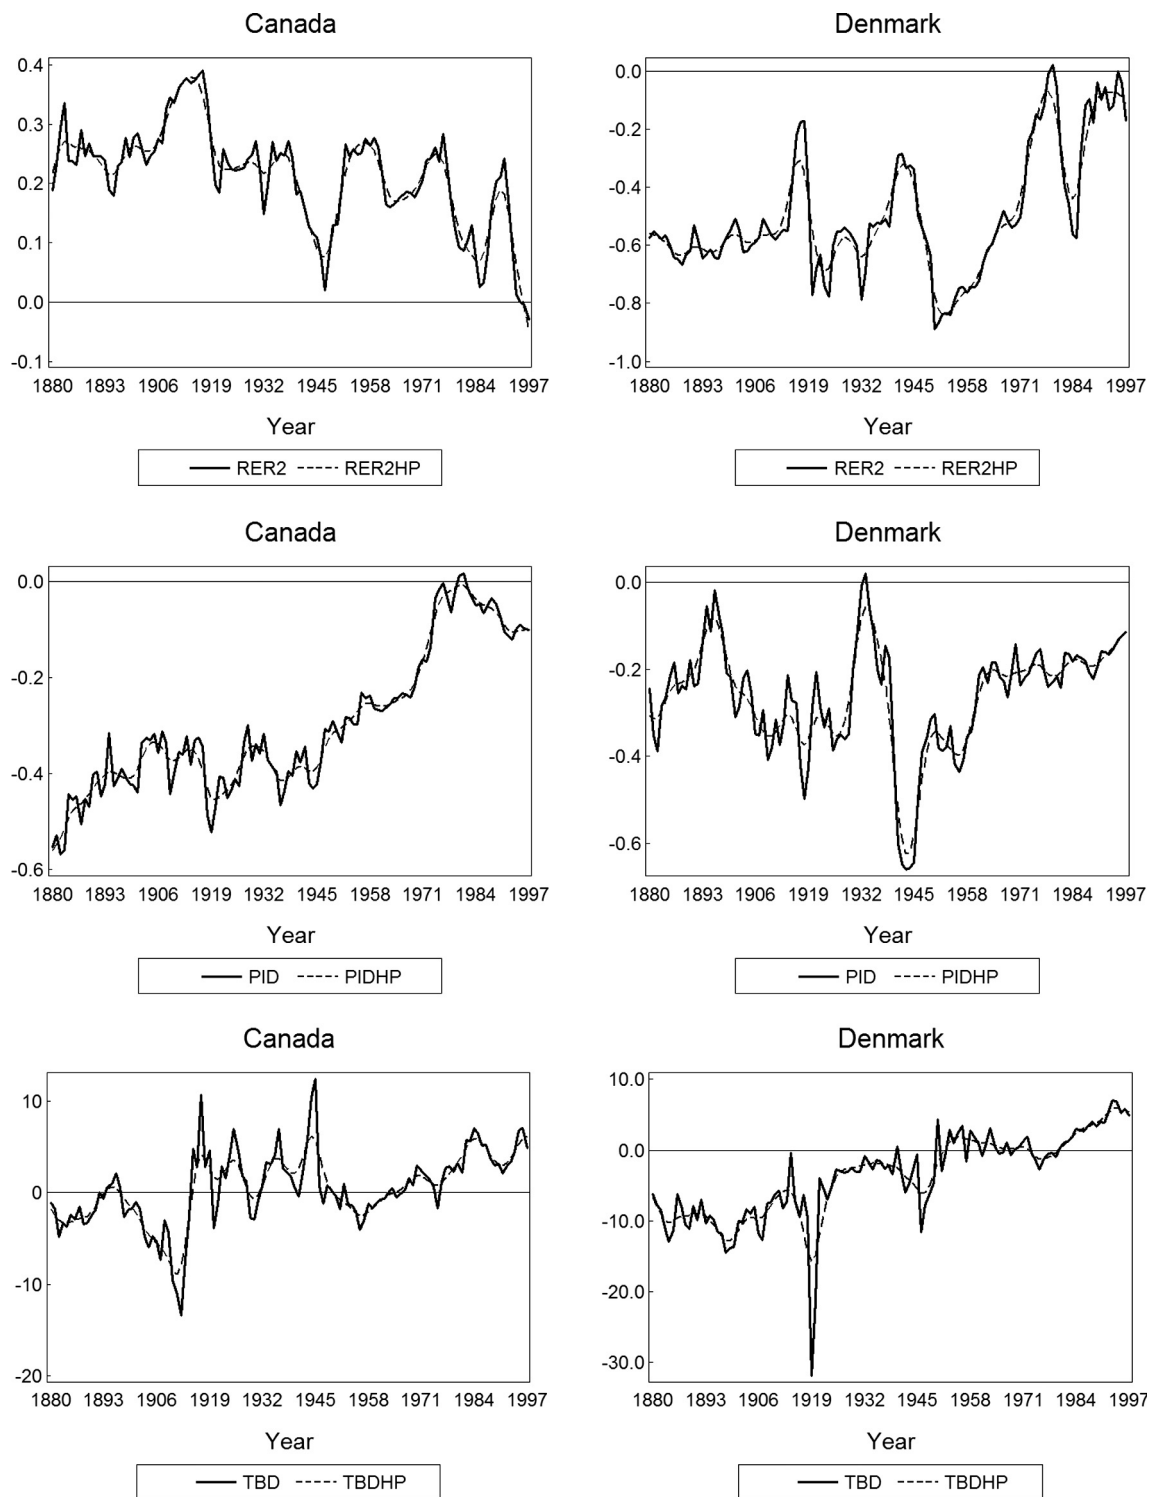 Canada
0.4
0.3
0.2
0.1
0.0
-0.1
1880 1893 1906 1919 1932 1945 1958 1971 1984 1997
Year
RER2 RER2HP
Denmark
0.0
-0.2
-0.4
-0.6
-0.8
-1.0
1880 1893 1906 1919 1932 1945 1958 1971 1984 1997
Year
RER2 RER2HP
Canada
0.0
-0.2
-0.4
-0.6
1880 1893 1906 1919 1932 1945 1958 1971 1984 1997
Year
PID PIDHP
Denmark
0.0
-0.2
-0.4
-0.6
1880 1893 1906 1919 1932 1945 1958 1971 1984 1997
Year
PID PIDHP
Canada
10
0
-10
-20
1880 1893 1906 1919 1932 1945 1958 1971 1984 1997
Year
TBD TBDHP
Denmark
10.0
0.0
-10.0
-20.0
-30.0
1880 1893 1906 1919 1932 1945 1958 1971 1984 1997
Year
TBD TBDHP